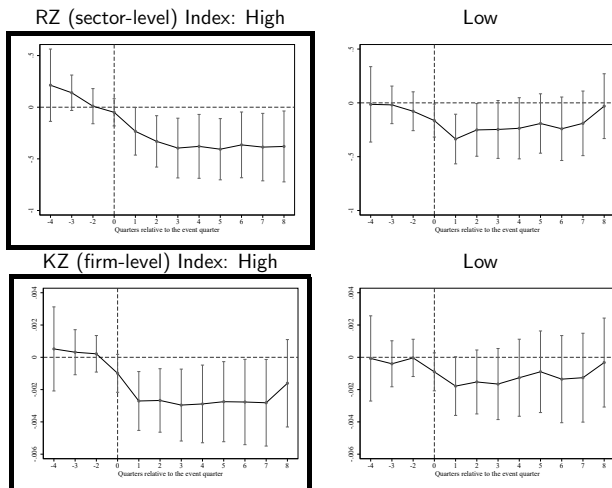 RZ (sector-level) Index: High
Low
.5
0
-.5
-1
-4 -3 -2 0 1 2 3 4 5 6 7 8
Quarters relative to the event quarter
.5
0
-.5
-1
-4 -3 -2 0 1 2 3 4 5 6 7 8
Quarters relative to the event quarter
KZ (firm-level) Index: High
Low
.004
.002
0
-.002
-.004
-.006
-4 -3 -2 0 1 2 3 4 5 6 7 8
Quarters relative to the event quarter
.004
.002
0
-.002
-.004
-.006
-4 -3 -2 0 1 2 3 4 5 6 7 8
Quarters relative to the event quarter